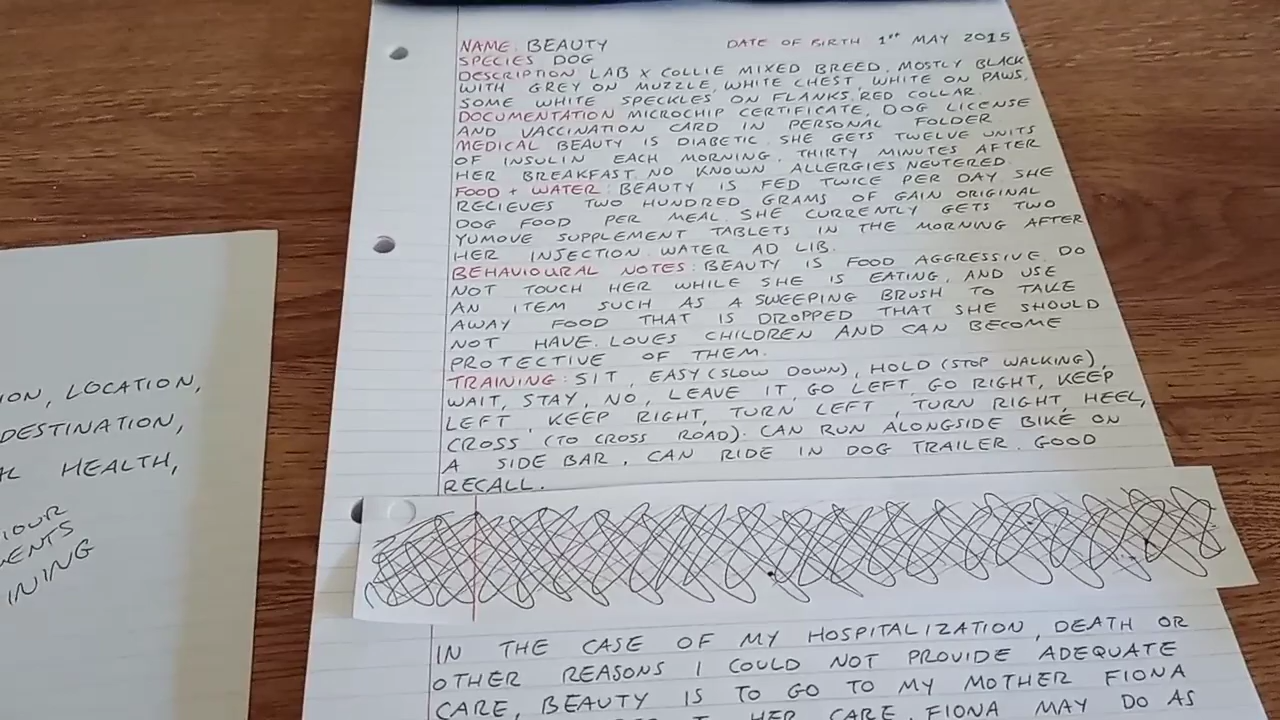 NAME: BEAUTY DATE OF BIRTH 1ST MAY 2015
SPECIES DOG
DESCRIPTION LAB X COLLIE MIXED BREED. MOSTLY BLACK
WITH GREY ON MUZZLE, WHITE CHEST, WHITE ON PAWS,
SOME WHITE SPECKLES ON FLANKS, RED COLLAR
DOCUMENTATION MICROCHIP CERTIFICATE, DOG LICENSE
AND VACCINATION CARD IN PERSONAL FOLDER
MEDICAL BEAUTY IS DIABETIC. SHE GETS TWELVE UNITS
OF INSULIN EACH MORNING, THIRTY MINUTES AFTER
HER BREAKFAST. NO KNOWN ALLERGIES NEUTERED.
FOOD + WATER: BEAUTY IS FED TWICE PER DAY. SHE
RECIEVES TWO HUNDRED GRAMS OF GAIN ORIGINAL
DOG FOOD PER MEAL. SHE CURRENTLY GETS TWO
YUMOVE SUPPLEMENT TABLETS IN THE MORNING AFTER
HER INJECTION. WATER AD LIB.
BEHAVIOURAL NOTES: BEAUTY IS FOOD AGGRESSIVE. DO
NOT TOUCH HER WHILE SHE IS EATING, AND USE
AN ITEM SUCH AS A SWEEPING BRUSH TO TAKE
AWAY FOOD THAT IS DROPPED THAT SHE SHOULD
NOT HAVE. LOVES CHILDREN AND CAN BECOME
PROTECTIVE OF THEM.
TRAINING: SIT, EASY (SLOW DOWN), HOLD (STOP WALKING),
WAIT, STAY, NO, LEAVE IT, GO LEFT, GO RIGHT, KEEP
LEFT, KEEP RIGHT, TURN LEFT, TURN RIGHT, HEEL,
CROSS (TO CROSS ROAD). CAN RUN ALONGSIDE BIKE ON
A SIDE BAR, CAN RIDE IN DOG TRAILER. GOOD
RECALL.
IN THE CASE OF MY HOSPITALIZATION, DEATH OR
OTHER REASONS I COULD NOT PROVIDE ADEQUATE
CARE, BEAUTY IS TO GO TO MY MOTHER FIONA
HER CARE, FIONA MAY DO AS
ION, LOCATION,
DESTINATION,
AL HEALTH,
IOUR
ENTS
INING